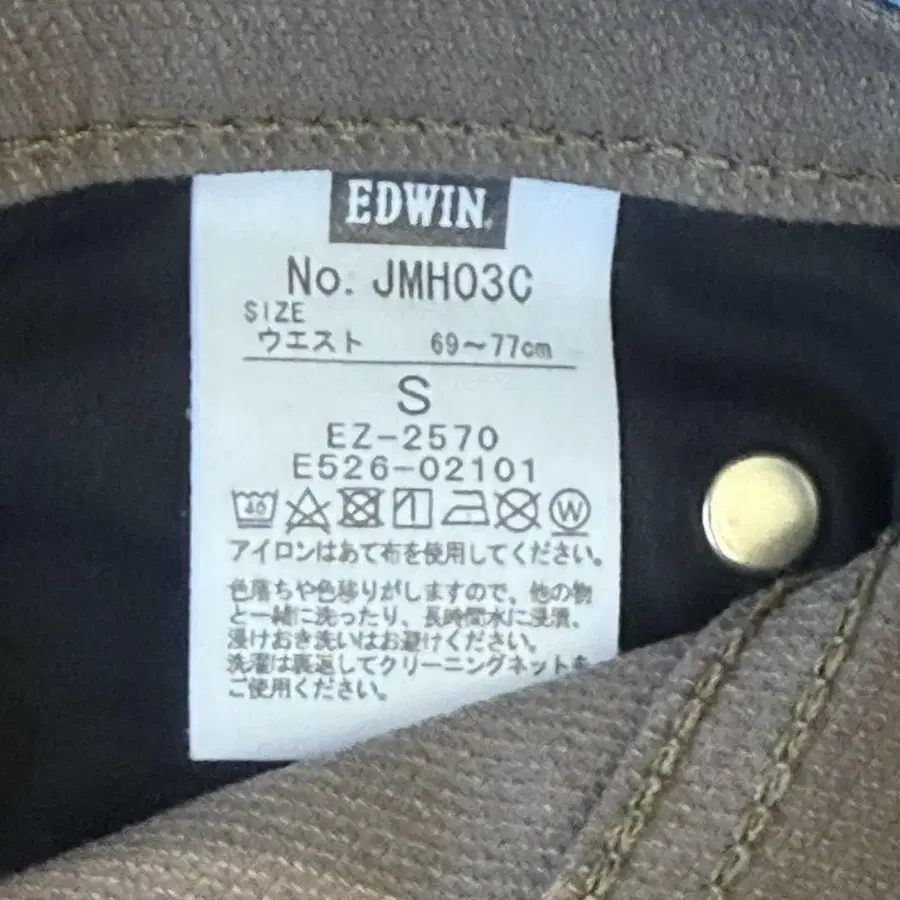 EDWIN
No. JMH03C
SIZE
ウエスト 69～77cm
S
EZ-2570
E526-02101
40
W
アイロンはあて布を使用してください。
色落ちや色移りがしますので、他の物
と一緒に洗ったり、長時間水に浸漬、
浸けおき洗いはお避けください。
洗濯は裏返してクリーニングネットを
ご使用ください。